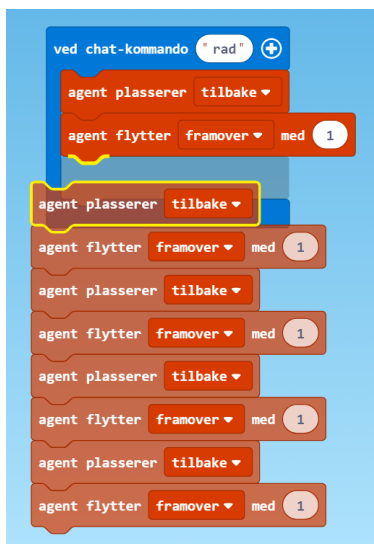 ved chat-kommando "rad"
agent plasserer tilbake
agent flytter framover med 1
agent plasserer tilbake
agent flytter framover med 1
agent plasserer tilbake
agent flytter framover med 1
agent plasserer tilbake
agent flytter framover med 1
agent plasserer tilbake
agent flytter framover med 1